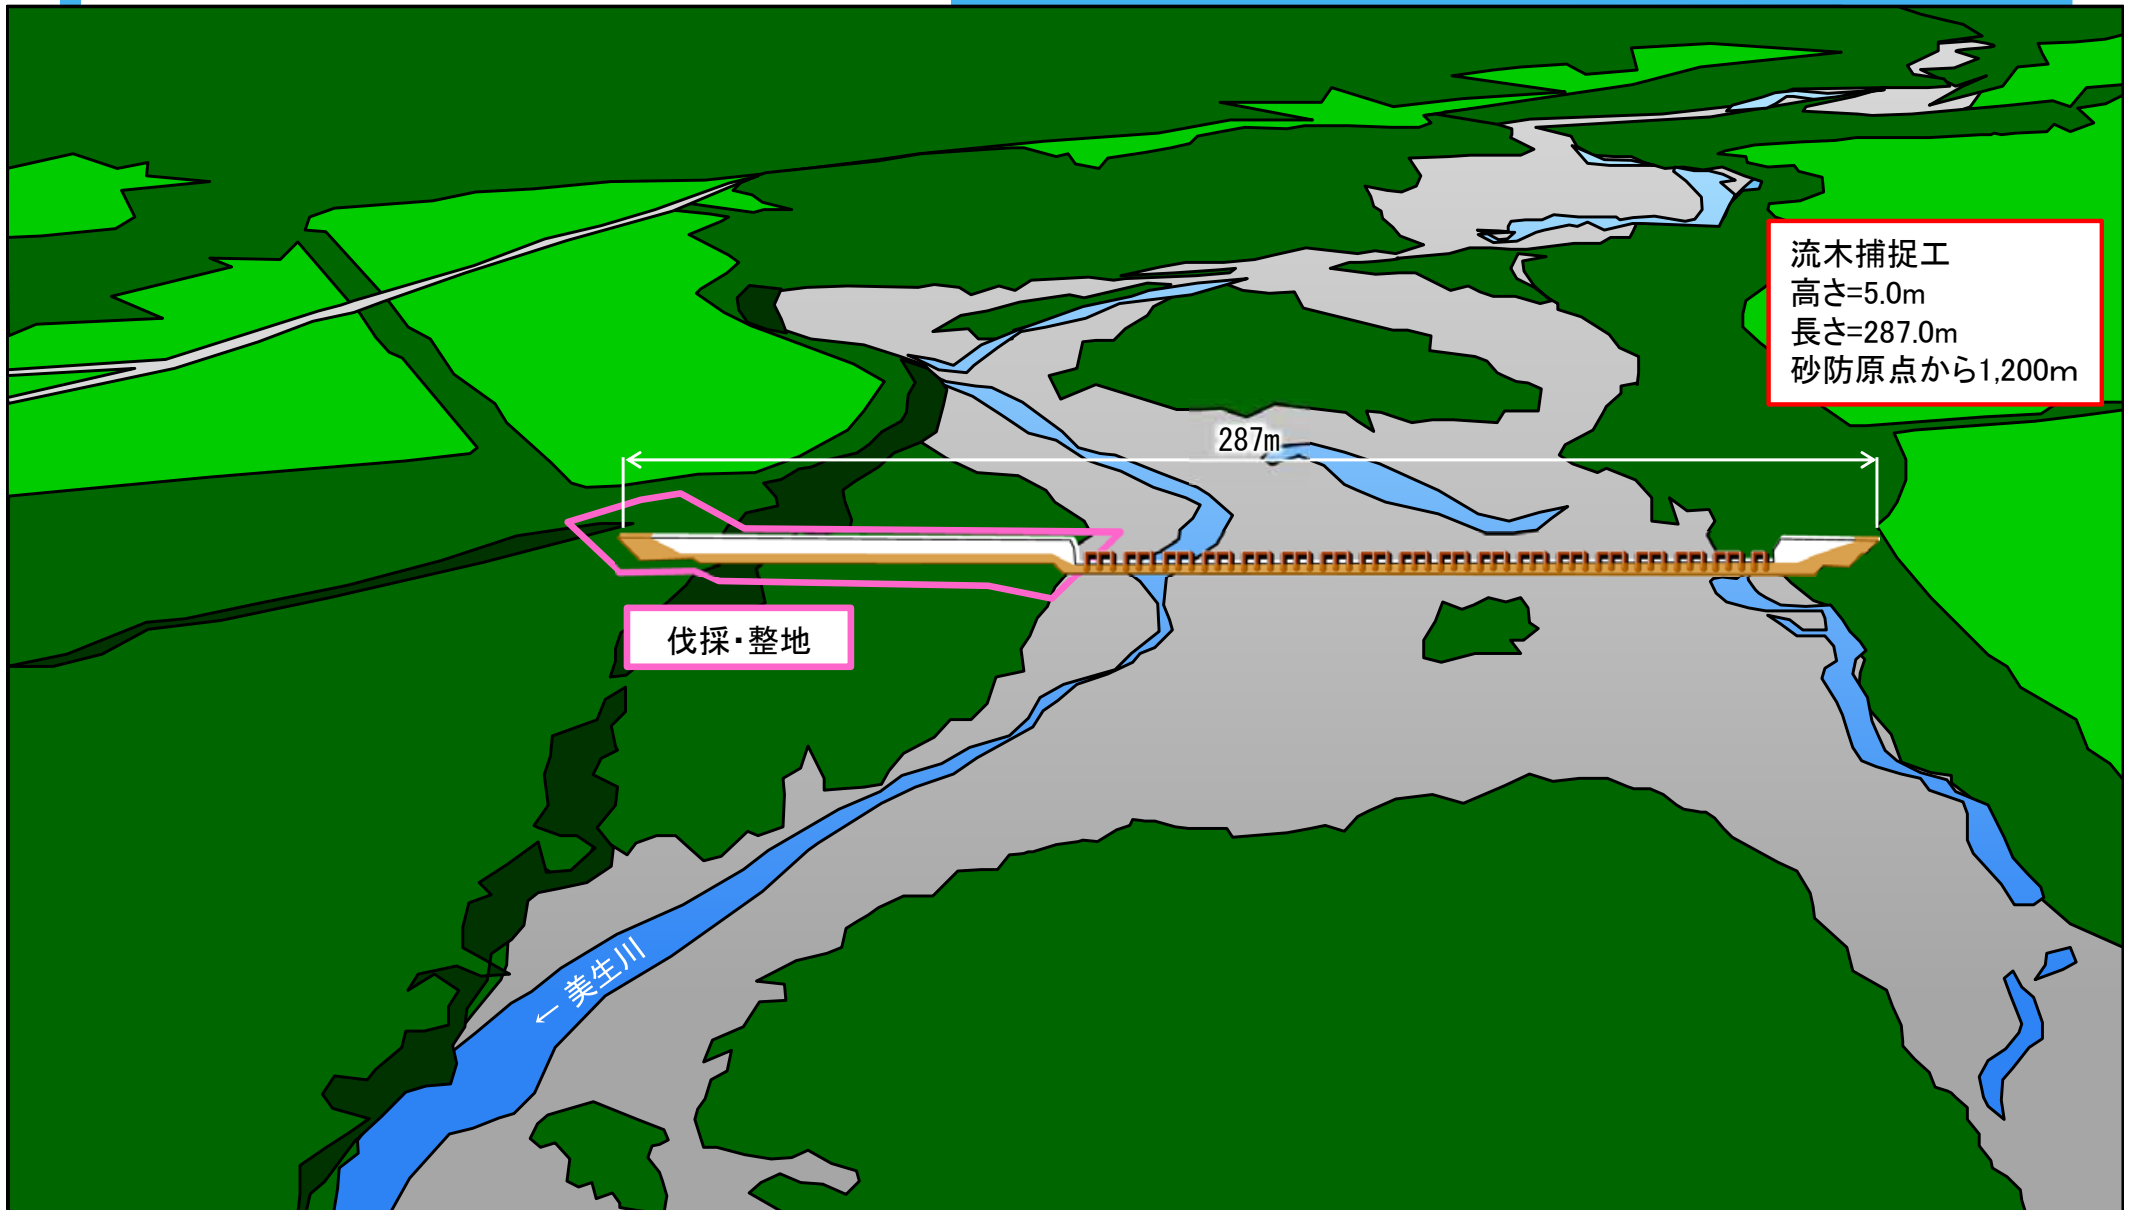 流木捕捉工
高さ=5.0m
長さ=287.0m
砂防原点から1,200m
287m
伐採・整地
← 美生川